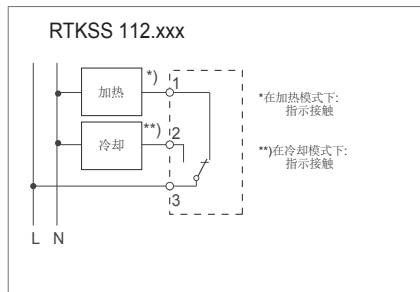 RTKSS 112.xxx
加热
*)
1
*在加热模式下:
指示接触
冷却
**)
2
**)在冷却模式下:
指示接触
3
L N